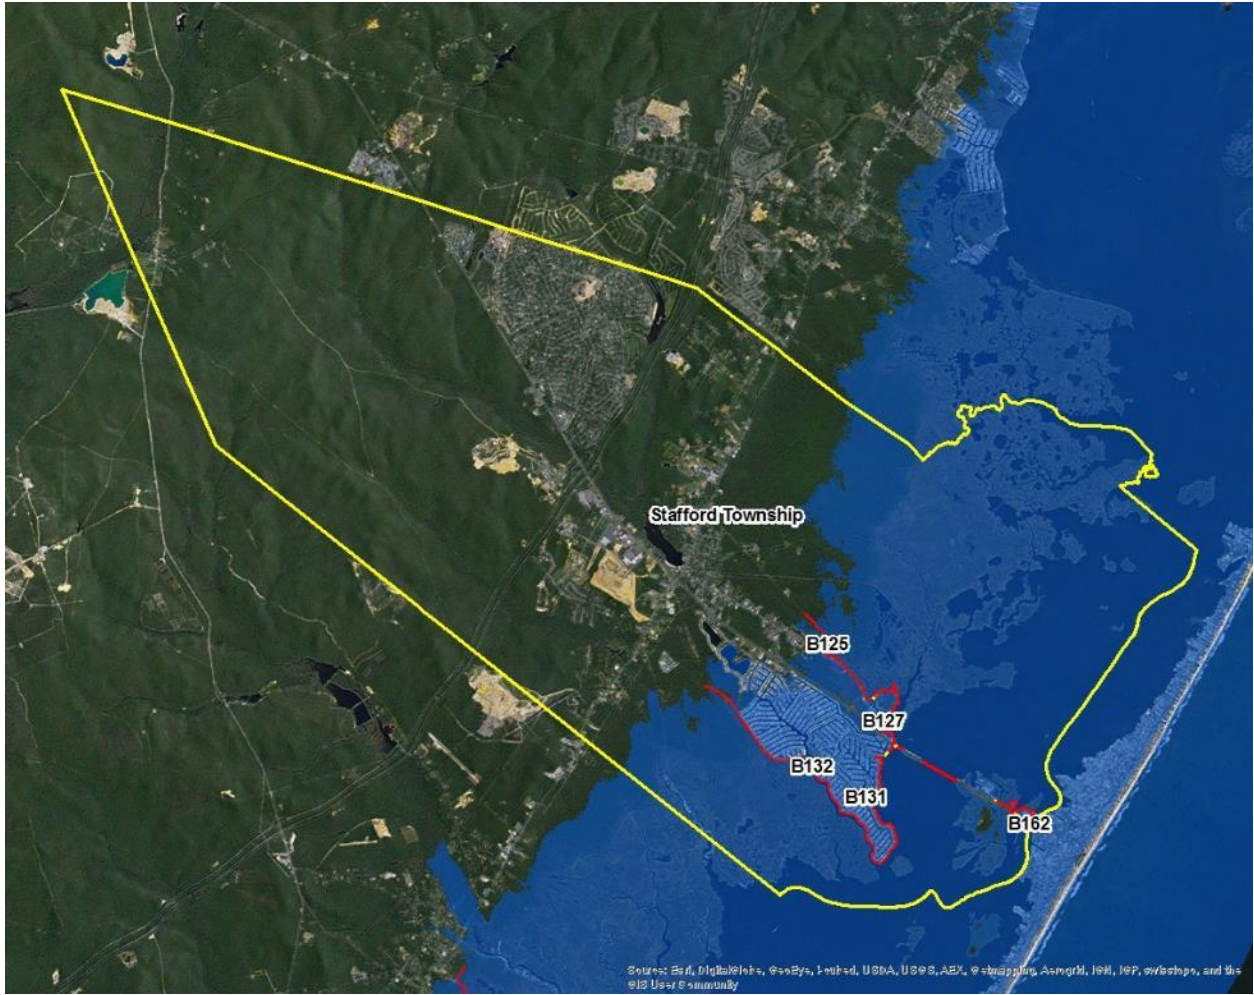 Stafford Township
B125
B127
B132
B131
B162
Source: Esri, DigitalGlobe, GeoEye, i-cubed, USDA, USGS, AEX, Getmapping, Aerogrid, IGN, IGP, swisstopo, and the
GIS User Community